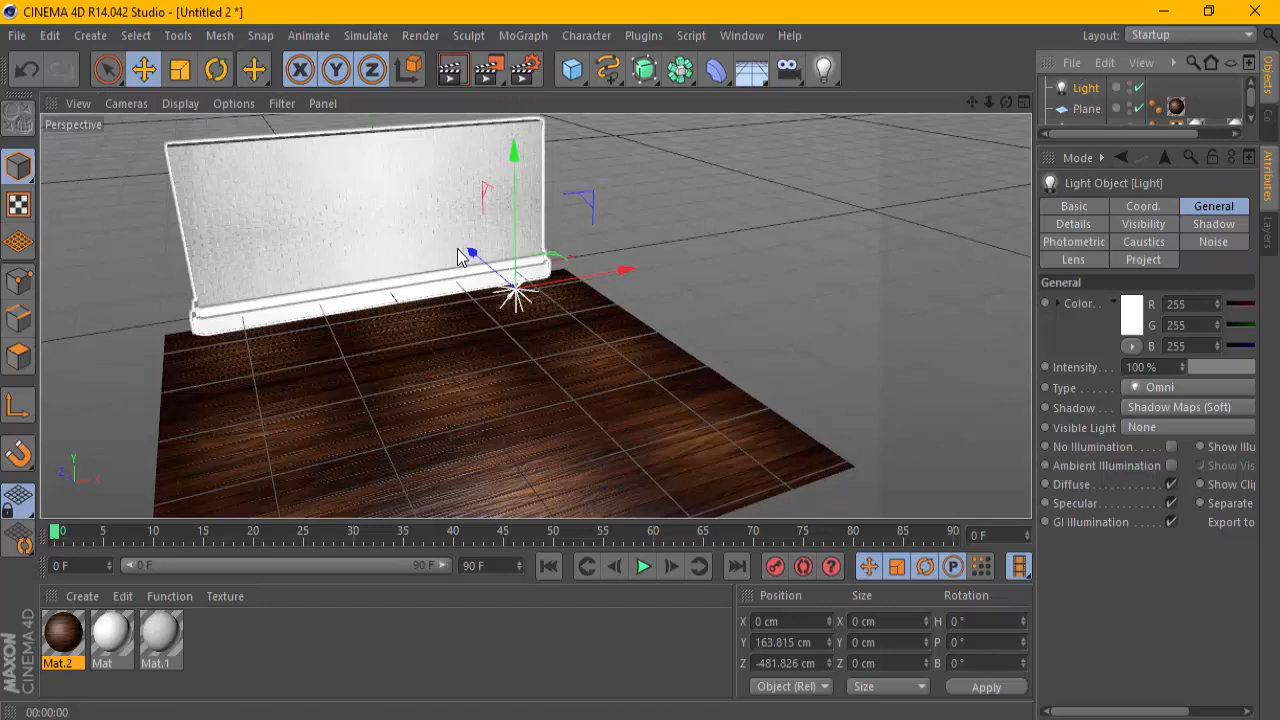 CINEMA 4D R14.042 Studio - [Untitled 2 *]
File Edit Create Select Tools Mesh Snap Animate Simulate Render Sculpt MoGraph Character Plugins Script Window Help
Layout: Startup
X Y Z
File Edit View
View Cameras Display Options Filter Panel
Perspective
Light
Plane
Objects
Co
Mode
Attributes
Layers
Light Object [Light]
Basic Coord. General
Details Visibility Shadow
Photometric Caustics Noise
Lens Project
General
Color. . R 255
G 255
B 255
Intensity . . . 100 %
Type . . . . . . Omni
Shadow . . . Shadow Maps (Soft)
Visible Light . None
No Illumination. Show Illu
Ambient Illumination Show Vis
Diffuse . . . . Show Clip
Specular. . . . Separate
GI Illumination Export to
Y
Z X
0 5 10 15 20 25 30 35 40 45 50 55 60 65 70 75 80 85 90 0 F
0 F 0 F 90 F 90 F
P
Create Edit Function Texture
Mat.2 Mat Mat.1
Position Size Rotation
X 0 cm X 0 cm H 0 °
Y 163.815 cm Y 0 cm P 0 °
Z -481.826 cm Z 0 cm B 0 °
Object (Rel) Size Apply
MAXON
CINEMA 4D
00:00:00